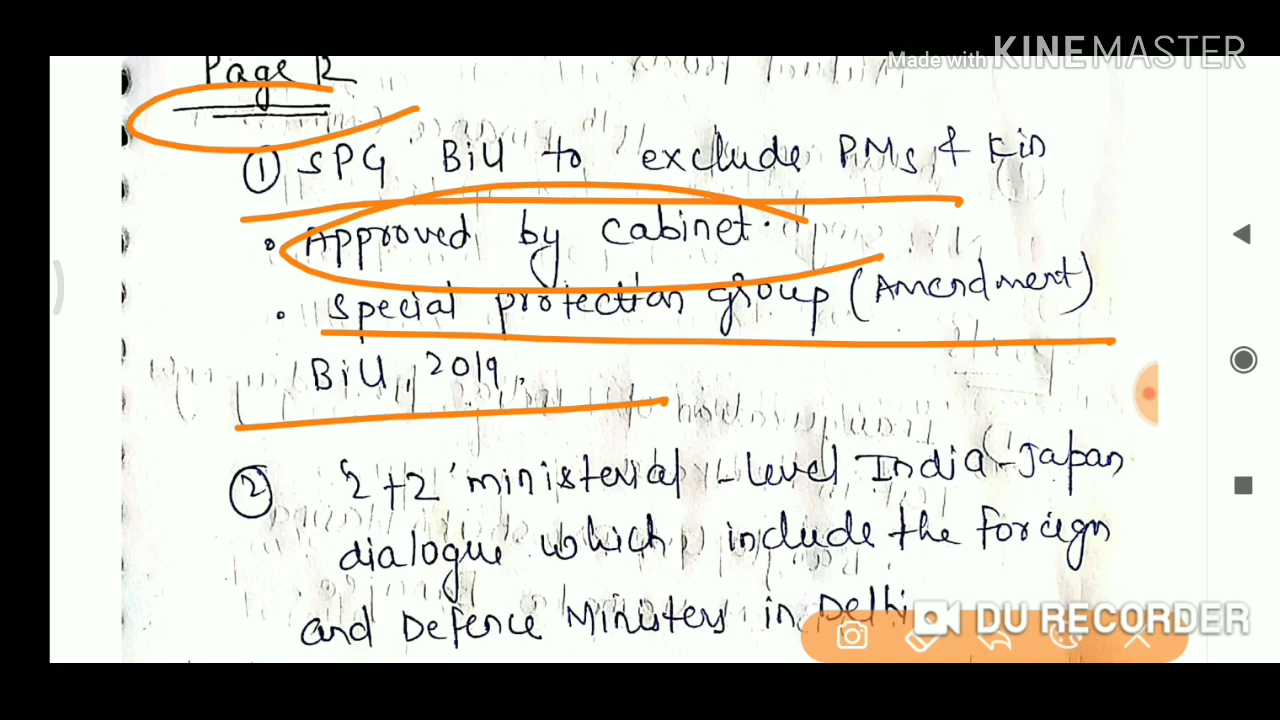 Made with KINEMASTER
Page 12
① SPG Bill to exclude PMs & Kin
• Approved by cabinet.
• Special protection group (Amendment)
Bill, 2019.
② '2+2' ministerial-level India-Japan
dialogue which include the foreign
and Defence Ministers in Delhi
DU RECORDER